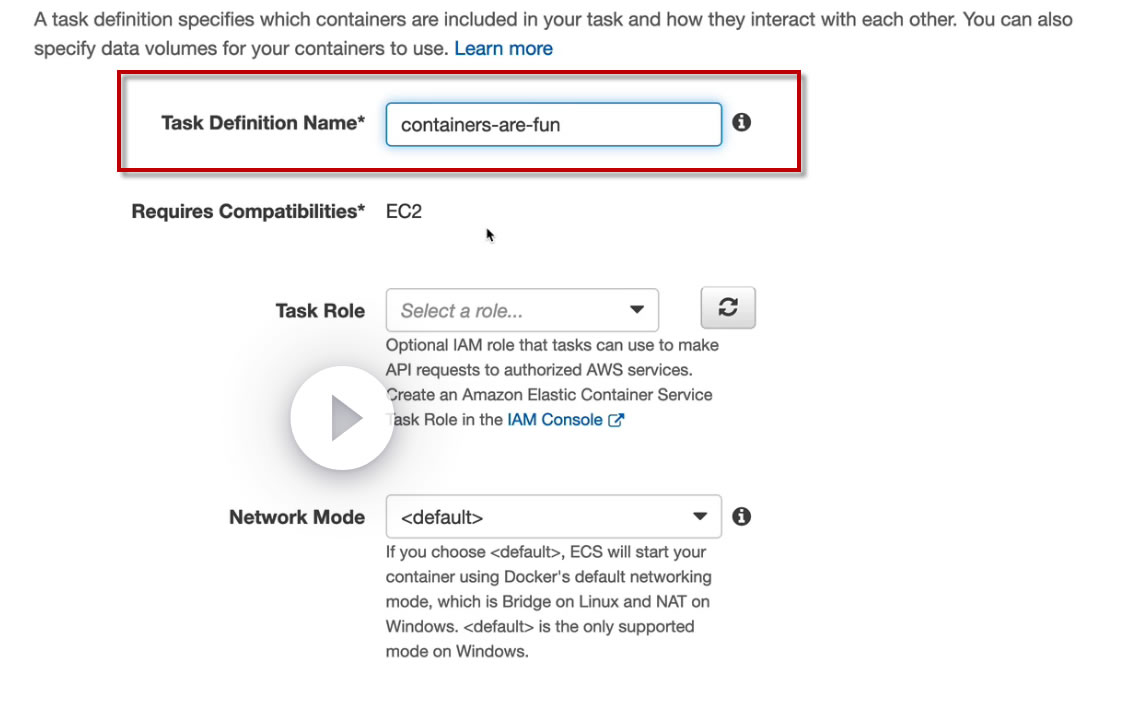 A task definition specifies which containers are included in your task and how they interact with each other. You can also
specify data volumes for your containers to use. Learn more
Task Definition Name*
containers-are-fun
Requires Compatibilities*
EC2
Task Role
Select a role...
Optional IAM role that tasks can use to make
API requests to authorized AWS services.
Create an Amazon Elastic Container Service
Task Role in the IAM Console
Network Mode
<default>
If you choose <default>, ECS will start your
container using Docker's default networking
mode, which is Bridge on Linux and NAT on
Windows. <default> is the only supported
mode on Windows.